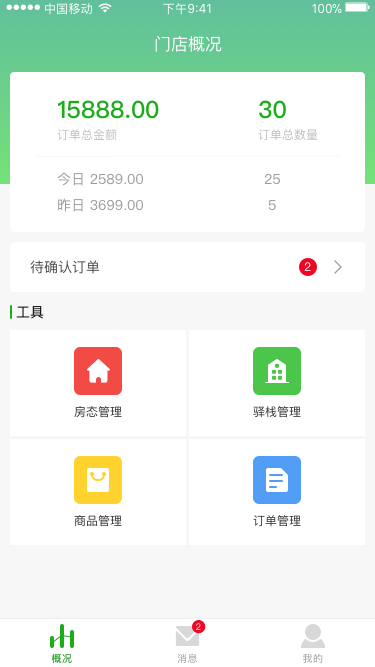 中国移动 下午9:41 100%
门店概况
15888.00 30
订单总金额 订单总数量
今日 2589.00 25
昨日 3699.00 5
待确认订单 2
工具
房态管理 驿栈管理
商品管理 订单管理
2
概况 消息 我的